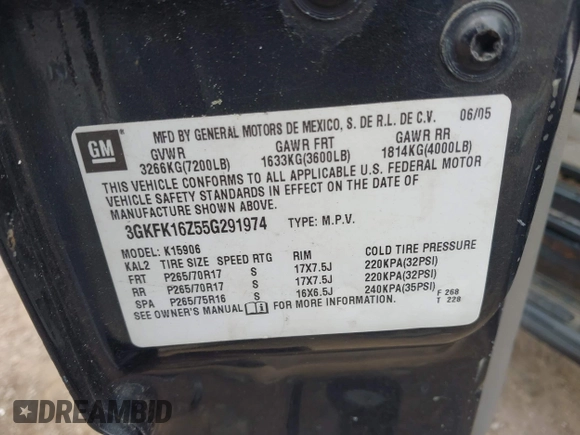 GM
MFD BY GENERAL MOTORS DE MEXICO, S. DE R.L. DE C.V. 06/05
GVWR GAWR FRT GAWR RR
3266KG(7200LB) 1633KG(3600LB) 1814KG(4000LB)
THIS VEHICLE CONFORMS TO ALL APPLICABLE U.S. FEDERAL MOTOR
VEHICLE SAFETY STANDARDS IN EFFECT ON THE DATE OF
MANUFACTURE SHOWN ABOVE.
3GKFK16Z55G291974 TYPE: M.P.V.
MODEL: K15906
KAL2 TIRE SIZE SPEED RTG RIM COLD TIRE PRESSURE
FRT P265/70R17 S 17X7.5J 220KPA(32PSI)
RR P265/70R17 S 17X7.5J 220KPA(32PSI)
SPA P265/75R16 S 16X6.5J 240KPA(35PSI) F 268
SEE OWNER'S MANUAL i FOR MORE INFORMATION. T 228
DREAMBID